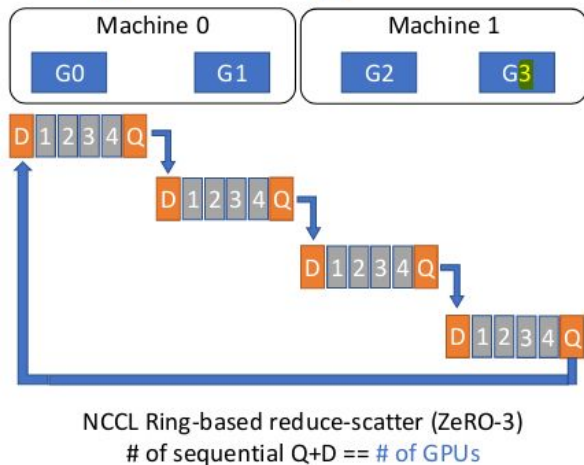 Machine 0 Machine 1
G0 G1 G2 G3
D 1 2 3 4 Q
D 1 2 3 4 Q
D 1 2 3 4 Q
D 1 2 3 4 Q
NCCL Ring-based reduce-scatter (ZeRO-3)
# of sequential Q+D == # of GPUs